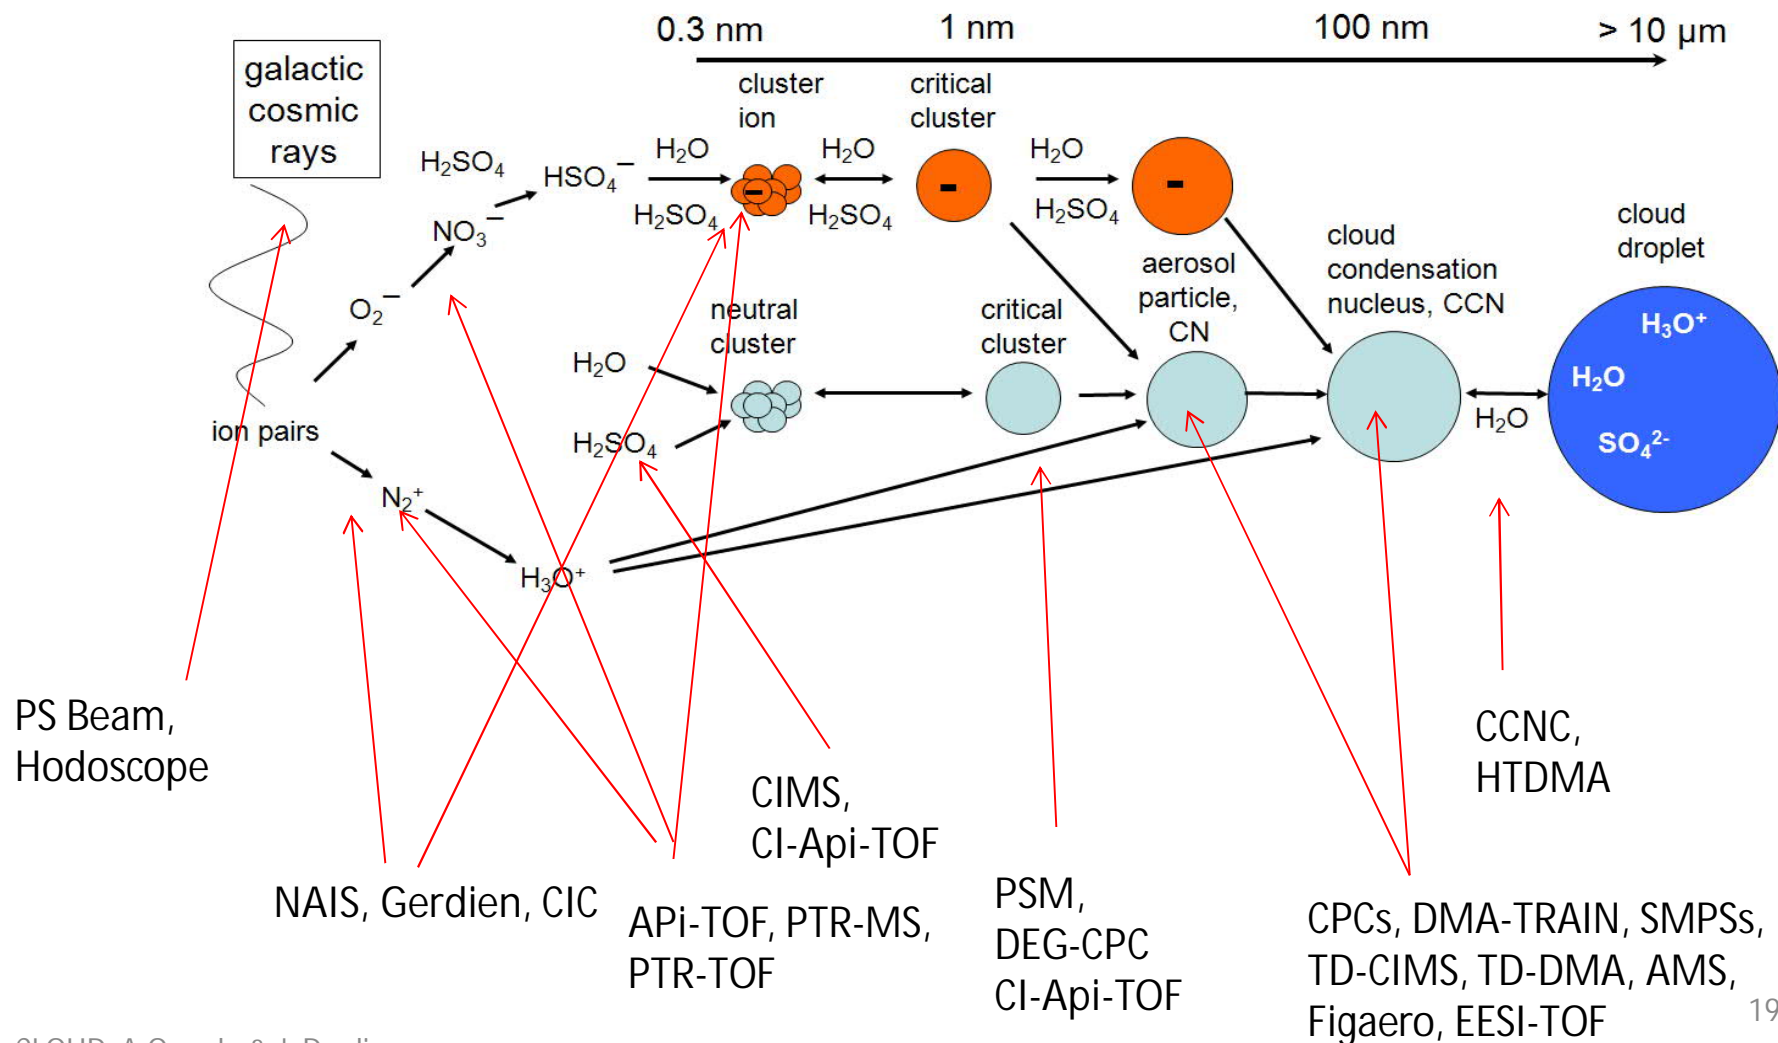 0.3 nm 1 nm 100 nm > 10 µm
galactic
cosmic
rays
cluster
ion
critical
cluster
H₂SO₄
HSO₄⁻
H₂O
H₂SO₄
H₂O
H₂SO₄
H₂O
H₂SO₄
-
-
-
NO₃⁻
O₂⁻
ion pairs
N₂⁺
H₃O⁺
neutral
cluster
H₂O
H₂SO₄
critical
cluster
aerosol
particle,
CN
cloud
condensation
nucleus, CCN
H₂O
cloud
droplet
H₃O⁺
H₂O
SO₄²⁻
PS Beam,
Hodoscope
NAIS, Gerdien, CIC
CIMS,
CI-Api-TOF
APi-TOF, PTR-MS,
PTR-TOF
PSM,
DEG-CPC
CI-Api-TOF
CCNC,
HTDMA
CPCs, DMA-TRAIN, SMPSs,
TD-CIMS, TD-DMA, AMS,
Figaero, EESI-TOF
19